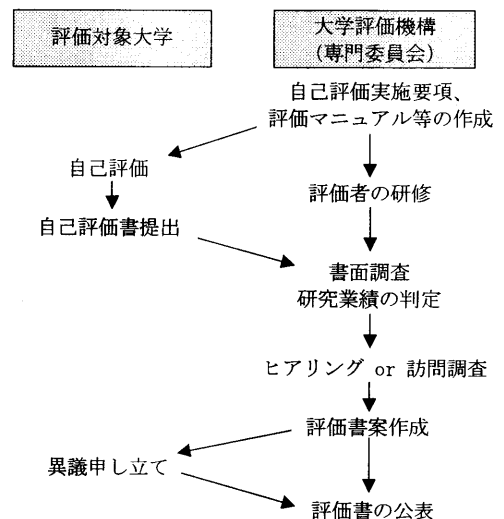 評価対象大学
大学評価機構
(専門委員会)
自己評価実施要項、
評価マニュアル等の作成
自己評価
評価者の研修
自己評価書提出
書面調査
研究業績の判定
ヒアリング or 訪問調査
評価書案作成
異議申し立て
評価書の公表